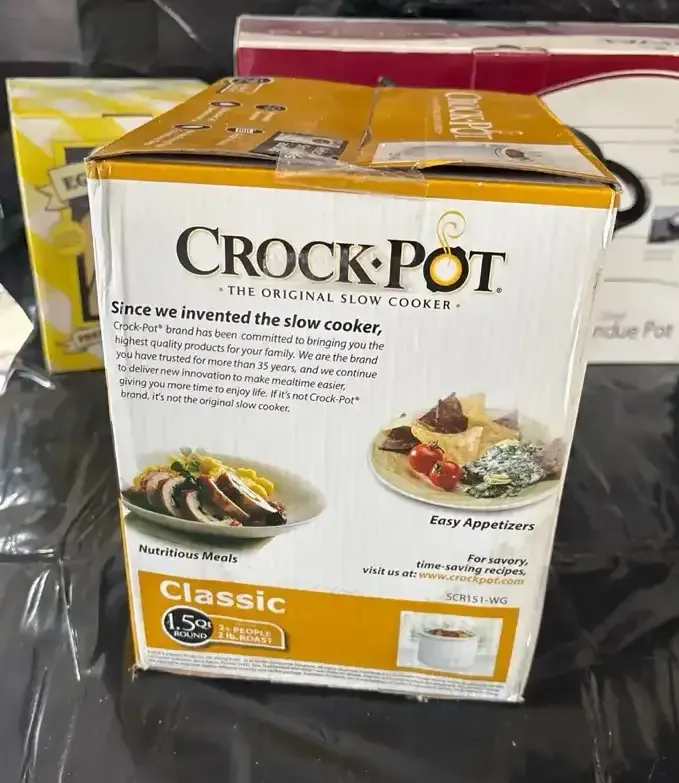 CROCK•POT®
• THE ORIGINAL SLOW COOKER •
Since we invented the slow cooker,
Crock-Pot® brand has been committed to bringing you the
highest quality products for your family. We are the brand
you have trusted for more than 35 years, and we continue
to deliver new innovation to make mealtime easier,
giving you more time to enjoy life. If it's not Crock-Pot®
brand, it's not the original slow cooker.
Easy Appetizers
Nutritious Meals
For savory,
time-saving recipes,
visit us at: www.crockpot.com
SCR151-WG
Classic
1.5Qt
ROUND
2+ PEOPLE
2 lb. ROAST
CROCK•POT
ndue Pot